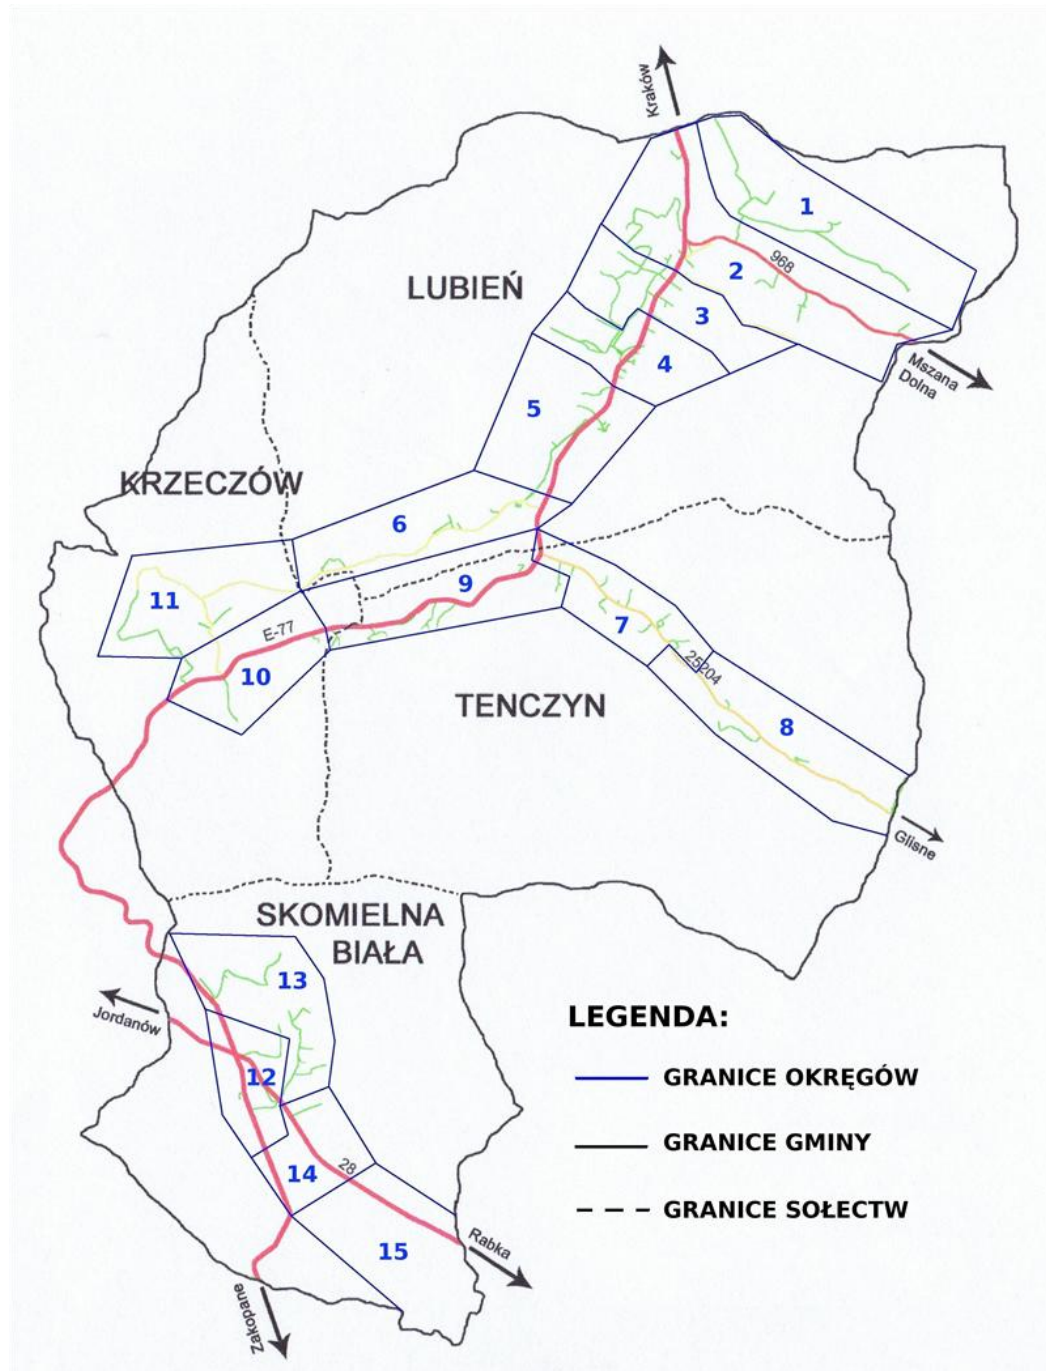 Kraków
1
968
2
LUBIEŃ
3
4
Mszana
Dolna
5
KRZECZÓW
6
9
11
7
E-77
10
25204
TENCZYN
8
Glisne
SKOMIELNA
BIAŁA
13
Jordanów
LEGENDA:
12
GRANICE OKRĘGÓW
GRANICE GMINY
14
28
GRANICE SOŁECTW
15
Rabka
Zakopane